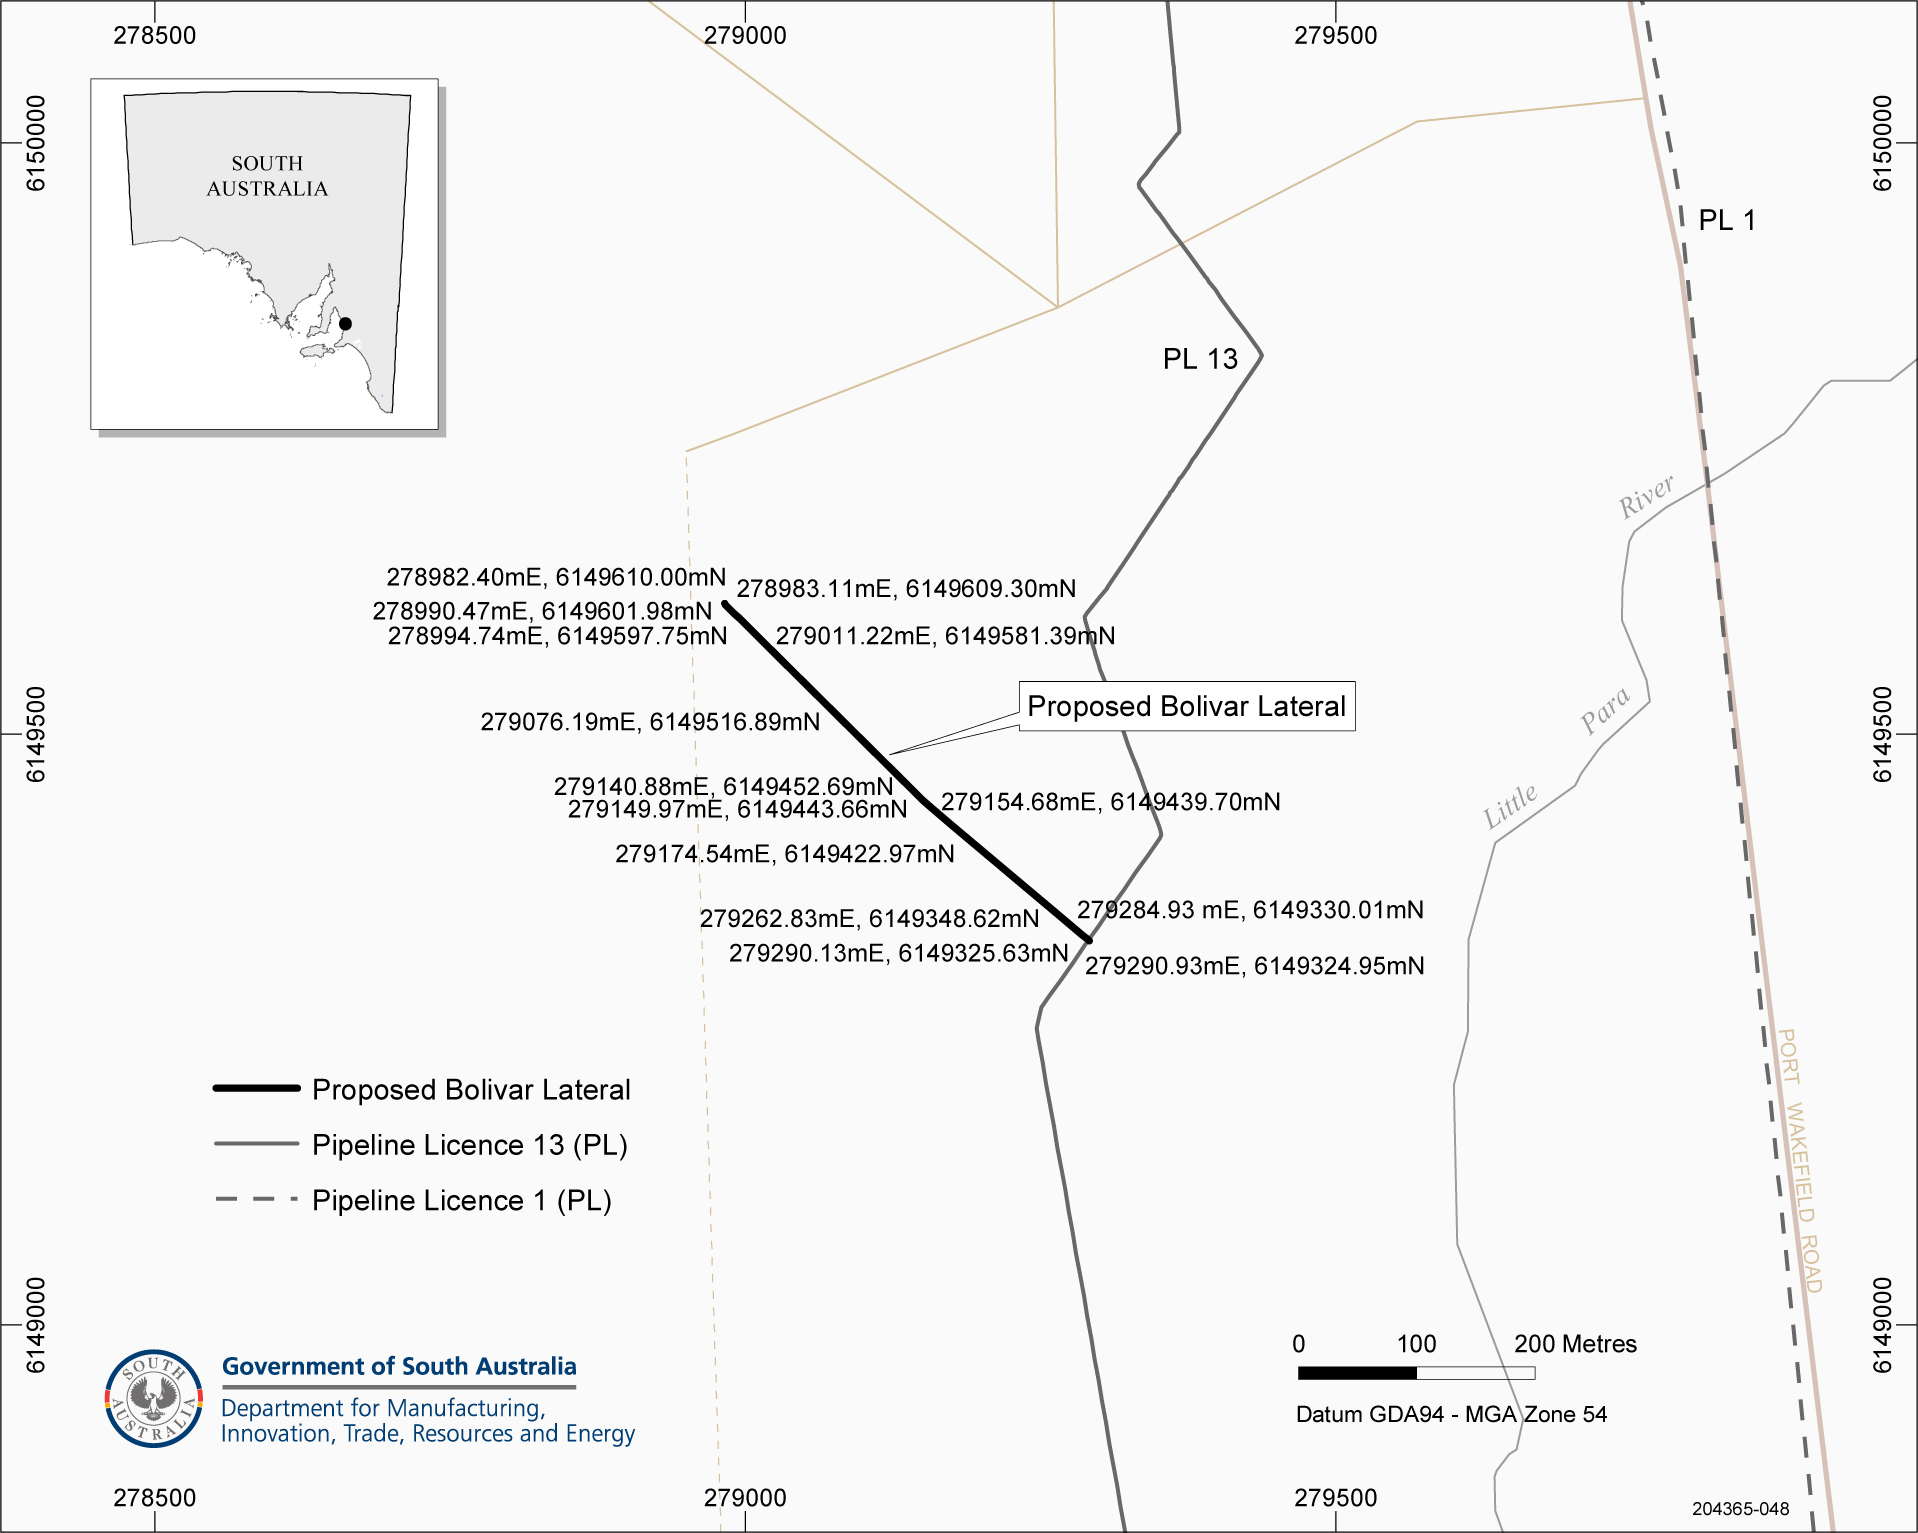 278500
279000
279500
6150000
6150000
SOUTH
AUSTRALIA
PL 1
PL 13
River
278982.40mE, 6149610.00mN
278983.11mE, 6149609.30mN
278990.47mE, 6149601.98mN
278994.74mE, 6149597.75mN
279011.22mE, 6149581.39mN
Proposed Bolivar Lateral
Para
6149500
6149500
279076.19mE, 6149516.89mN
279140.88mE, 6149452.69mN
279154.68mE, 6149439.70mN
279149.97mE, 6149443.66mN
Little
279174.54mE, 6149422.97mN
279284.93 mE, 6149330.01mN
279262.83mE, 6149348.62mN
279290.13mE, 6149325.63mN
279290.93mE, 6149324.95mN
PORT WAKEFIELD ROAD
Proposed Bolivar Lateral
Pipeline Licence 13 (PL)
Pipeline Licence 1 (PL)
6149000
6149000
0 100 200 Metres
Datum GDA94 - MGA Zone 54
SOUTH
AUSTRALIA
Government of South Australia
Department for Manufacturing,
Innovation, Trade, Resources and Energy
278500
279000
279500
204365-048